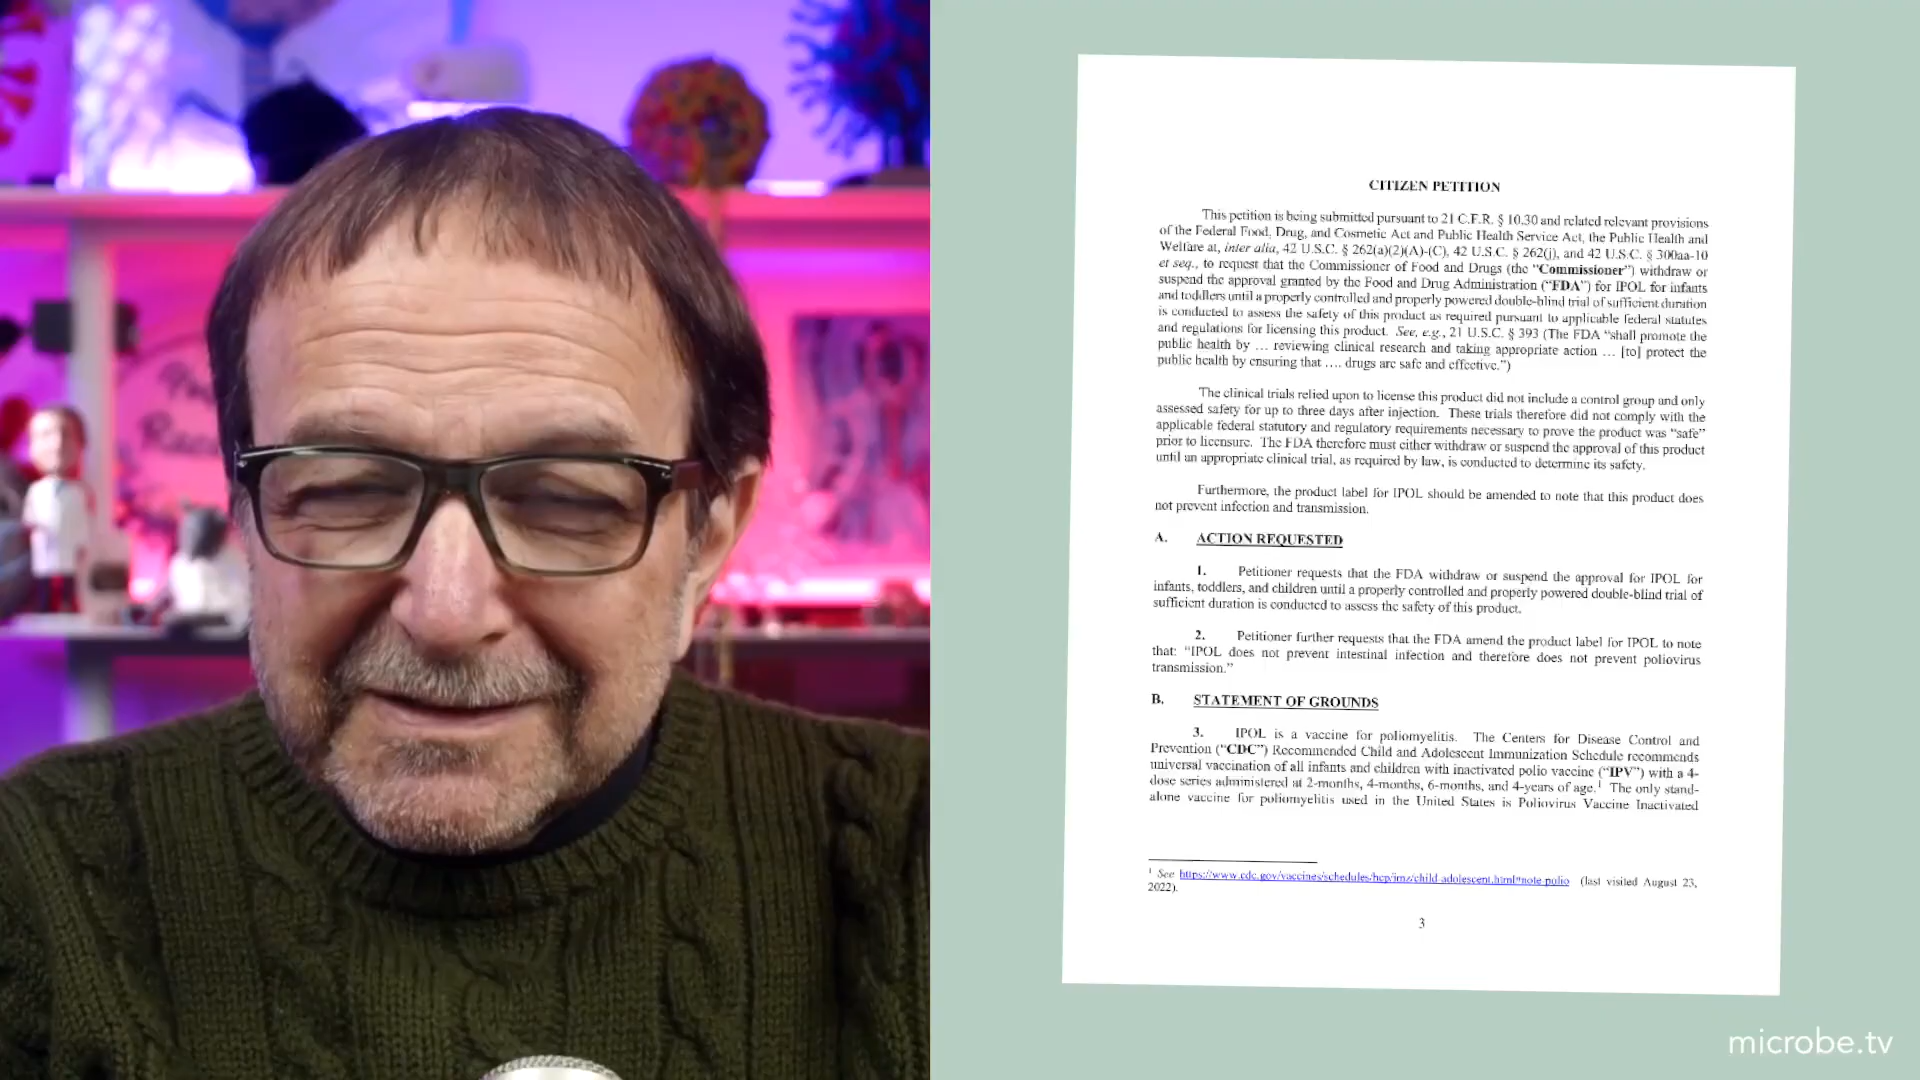 CITIZEN PETITION
This petition is being submitted pursuant to 21 C.F.R. § 10.30 and related relevant provisions
of the Federal Food, Drug, and Cosmetic Act and Public Health Service Act, the Public Health and
Welfare at, inter alia, 42 U.S.C. § 262(a)(2)(A)-(C), 42 U.S.C. § 262(j), and 42 U.S.C. § 300aa-10
et seq., to request that the Commissioner of Food and Drugs (the “Commissioner”) withdraw or
suspend the approval granted by the Food and Drug Administration (“FDA”) for IPOL for infants
and toddlers until a properly controlled and properly powered double-blind trial of sufficient duration
is conducted to assess the safety of this product as required pursuant to applicable federal statutes
and regulations for licensing this product. See, e.g., 21 U.S.C. § 393 (The FDA “shall promote the
public health by … reviewing clinical research and taking appropriate action … [to] protect the
public health by ensuring that …. drugs are safe and effective.”)
The clinical trials relied upon to license this product did not include a control group and only
assessed safety for up to three days after injection. These trials therefore did not comply with the
applicable federal statutory and regulatory requirements necessary to prove the product was “safe”
prior to licensure. The FDA therefore must either withdraw or suspend the approval of this product
until an appropriate clinical trial, as required by law, is conducted to determine its safety.
Furthermore, the product label for IPOL should be amended to note that this product does
not prevent infection and transmission.
A. ACTION REQUESTED
1. Petitioner requests that the FDA withdraw or suspend the approval for IPOL for
infants, toddlers, and children until a properly controlled and properly powered double-blind trial of
sufficient duration is conducted to assess the safety of this product.
2. Petitioner further requests that the FDA amend the product label for IPOL to note
that: “IPOL does not prevent intestinal infection and therefore does not prevent poliovirus
transmission.”
B. STATEMENT OF GROUNDS
3. IPOL is a vaccine for poliomyelitis. The Centers for Disease Control and
Prevention (“CDC”) Recommended Child and Adolescent Immunization Schedule recommends
universal vaccination of all infants and children with inactivated polio vaccine (“IPV”) with a 4-
dose series administered at 2-months, 4-months, 6-months, and 4-years of age.1 The only stand-
alone vaccine for poliomyelitis used in the United States is Poliovirus Vaccine Inactivated
1 See https://www.cdc.gov/vaccines/schedules/hcp/imz/child-adolescent.html#note-polio (last visited August 23,
2022).
3
microbe.tv